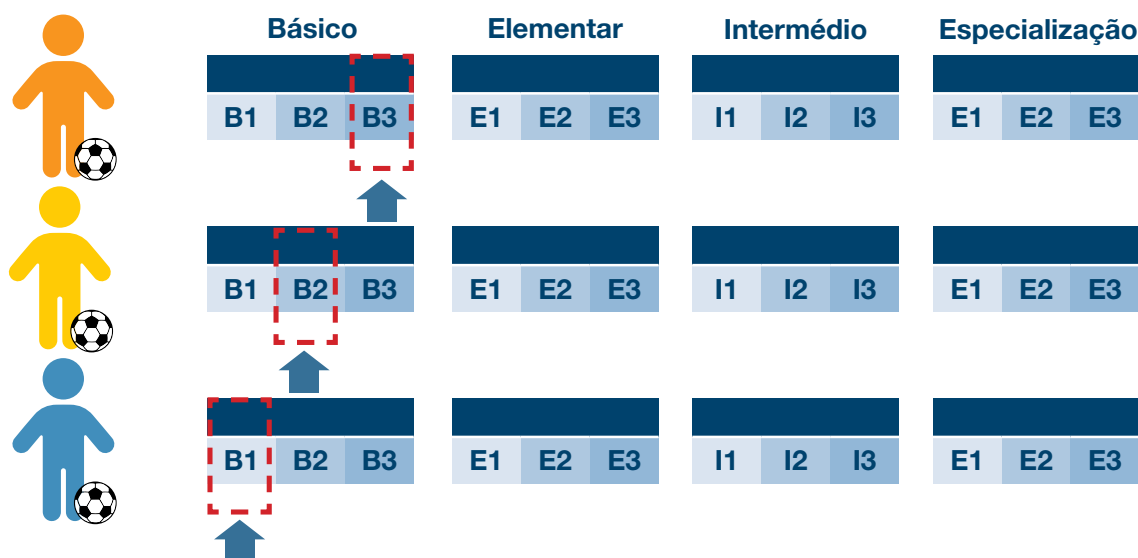 Básico Elementar Intermédio Especialização
B1 B2 B3 E1 E2 E3 I1 I2 I3 E1 E2 E3
B1 B2 B3 E1 E2 E3 I1 I2 I3 E1 E2 E3
B1 B2 B3 E1 E2 E3 I1 I2 I3 E1 E2 E3